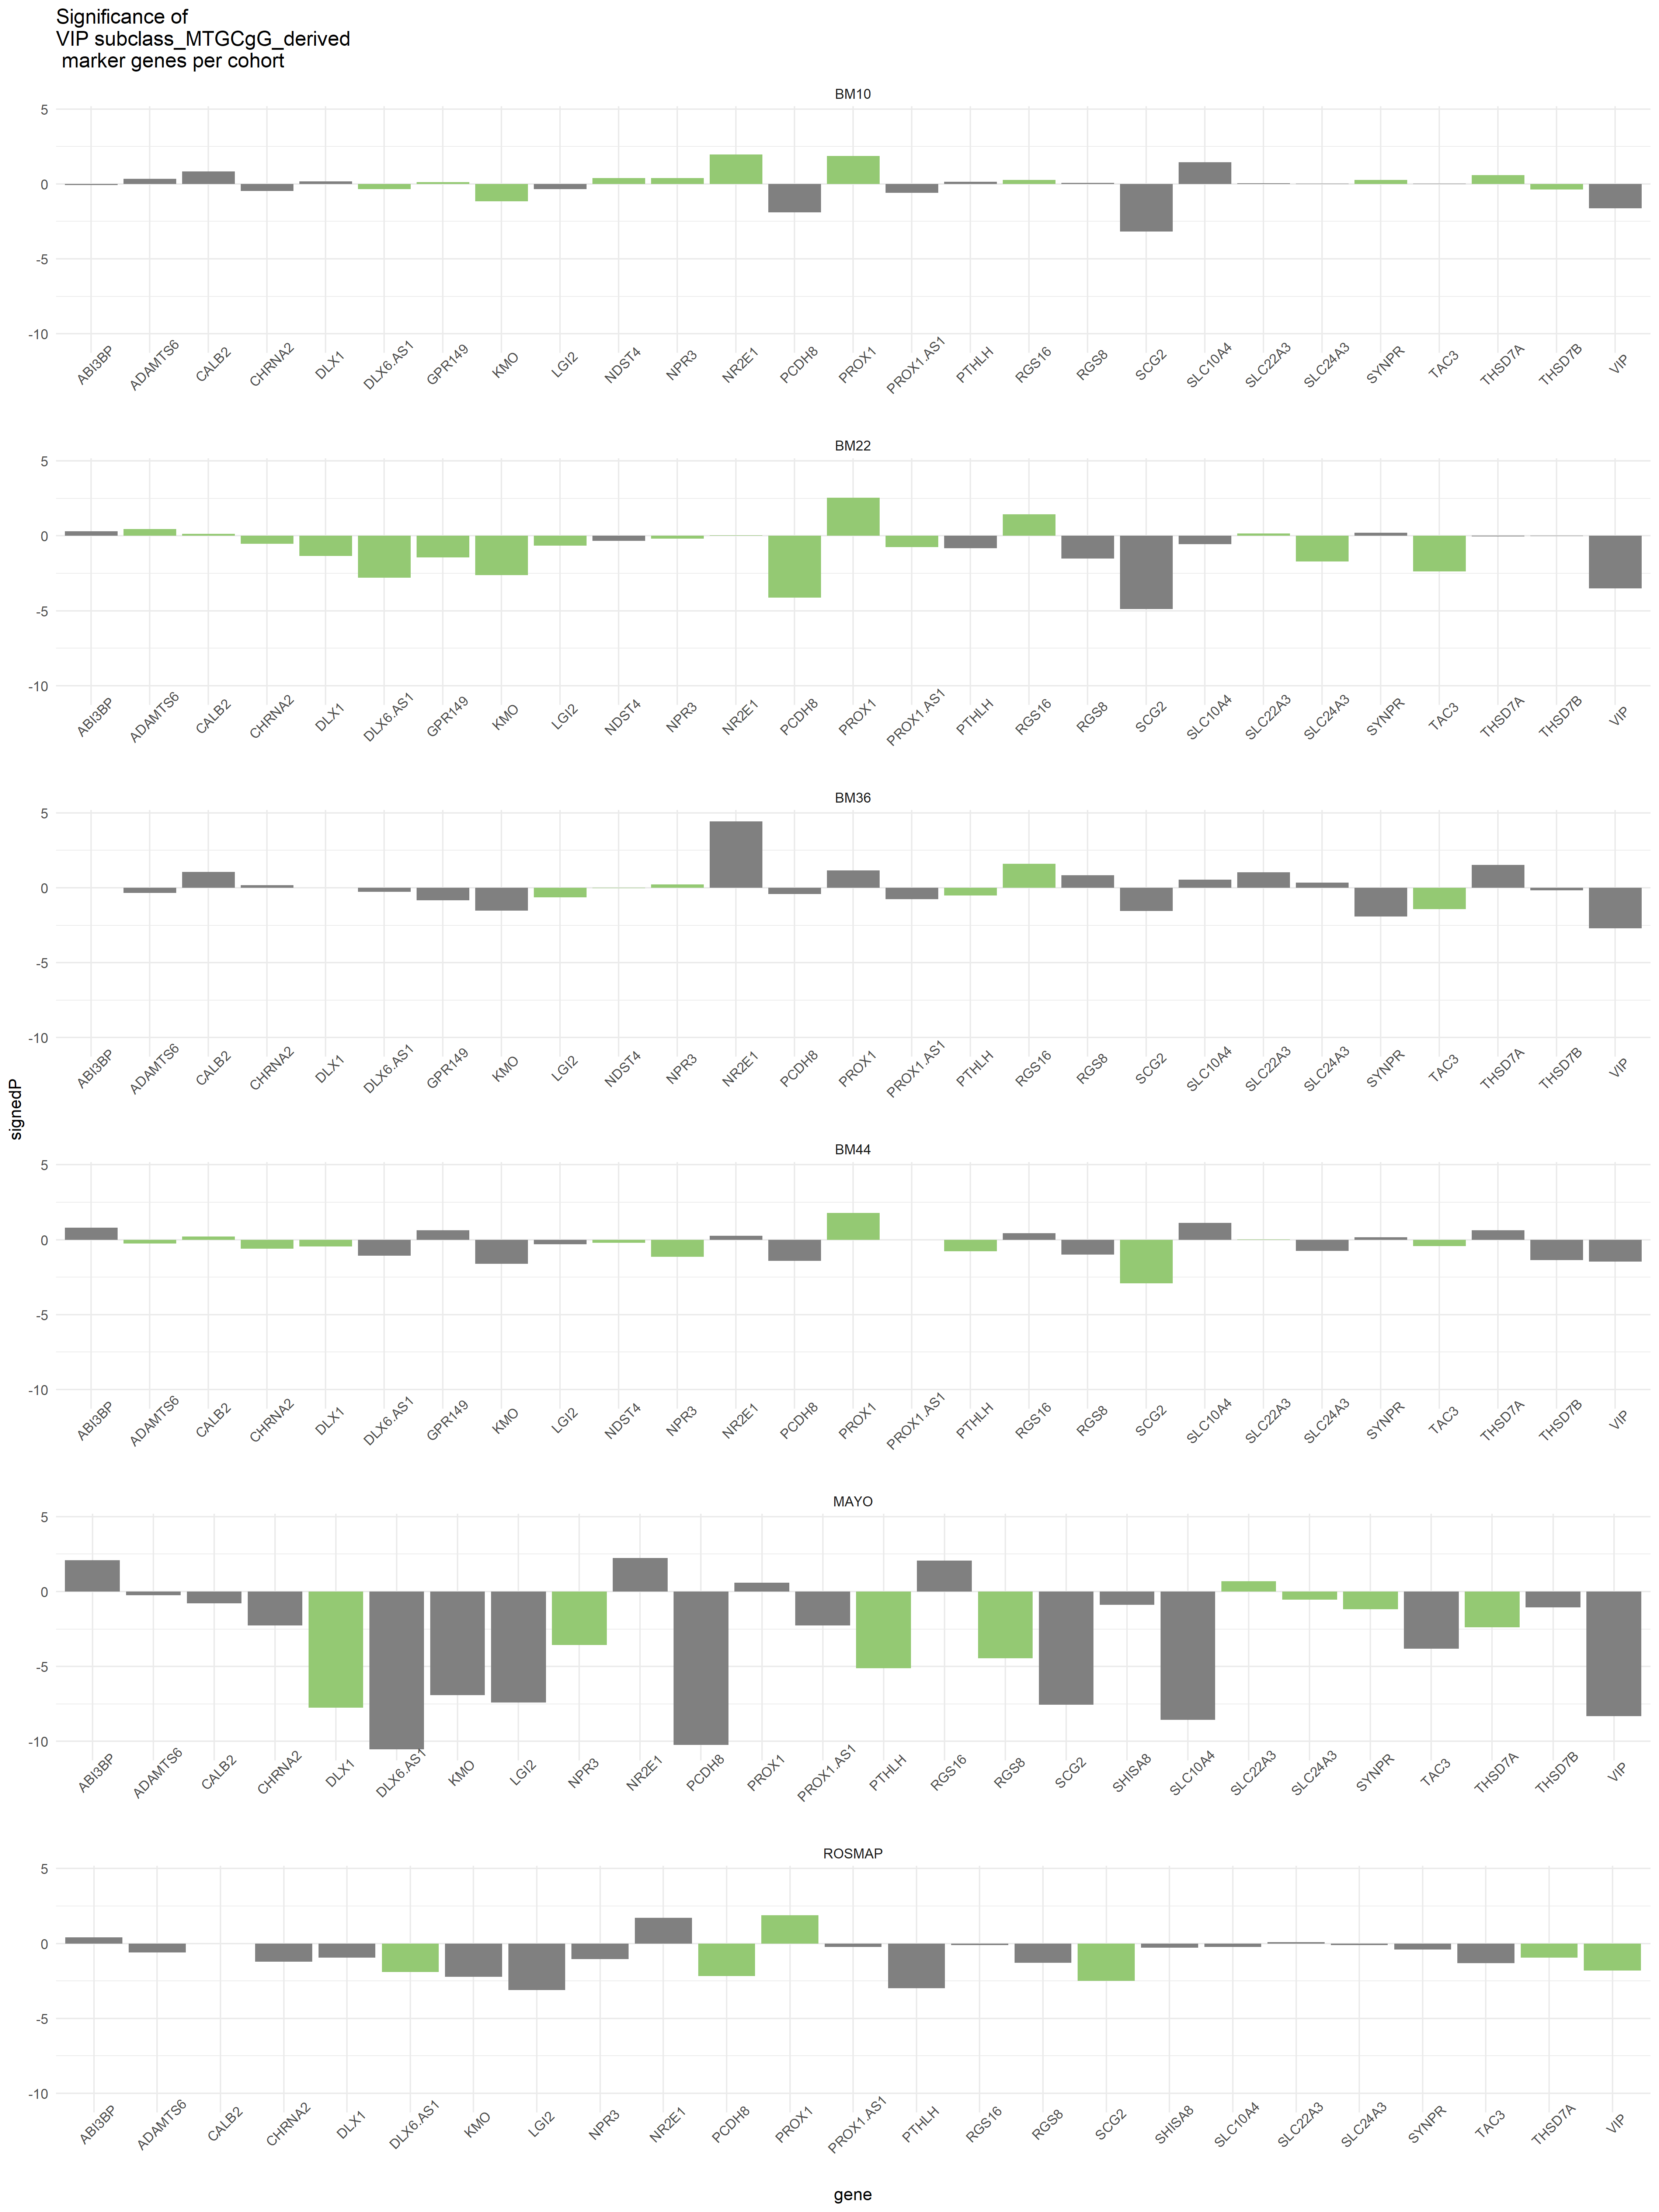 Significance of
VIP subclass_MTGCgG_derived
marker genes per cohort
signedP
BM10
5
0
-5
-10
ABI3BP ADAMTS6 CALB2 CHRNA2 DLX1 DLX6.AS1 GPR149 KMO LGI2 NDST4 NPR3 NR2E1 PCDH8 PROX1 PROX1.AS1 PTHLH RGS16 RGS8 SCG2 SLC10A4 SLC22A3 SLC24A3 SYNPR TAC3 THSD7A THSD7B VIP
BM22
5
0
-5
-10
ABI3BP ADAMTS6 CALB2 CHRNA2 DLX1 DLX6.AS1 GPR149 KMO LGI2 NDST4 NPR3 NR2E1 PCDH8 PROX1 PROX1.AS1 PTHLH RGS16 RGS8 SCG2 SLC10A4 SLC22A3 SLC24A3 SYNPR TAC3 THSD7A THSD7B VIP
BM36
5
0
-5
-10
ABI3BP ADAMTS6 CALB2 CHRNA2 DLX1 DLX6.AS1 GPR149 KMO LGI2 NDST4 NPR3 NR2E1 PCDH8 PROX1 PROX1.AS1 PTHLH RGS16 RGS8 SCG2 SLC10A4 SLC22A3 SLC24A3 SYNPR TAC3 THSD7A THSD7B VIP
BM44
5
0
-5
-10
ABI3BP ADAMTS6 CALB2 CHRNA2 DLX1 DLX6.AS1 GPR149 KMO LGI2 NDST4 NPR3 NR2E1 PCDH8 PROX1 PROX1.AS1 PTHLH RGS16 RGS8 SCG2 SLC10A4 SLC22A3 SLC24A3 SYNPR TAC3 THSD7A THSD7B VIP
MAYO
5
0
-5
-10
ABI3BP ADAMTS6 CALB2 CHRNA2 DLX1 DLX6.AS1 KMO LGI2 NPR3 NR2E1 PCDH8 PROX1 PROX1.AS1 PTHLH RGS16 RGS8 SCG2 SHISA8 SLC10A4 SLC22A3 SLC24A3 SYNPR TAC3 THSD7A THSD7B VIP
ROSMAP
5
0
-5
-10
ABI3BP ADAMTS6 CALB2 CHRNA2 DLX1 DLX6.AS1 KMO LGI2 NPR3 NR2E1 PCDH8 PROX1 PROX1.AS1 PTHLH RGS16 RGS8 SCG2 SHISA8 SLC10A4 SLC22A3 SLC24A3 SYNPR TAC3 THSD7A VIP
gene